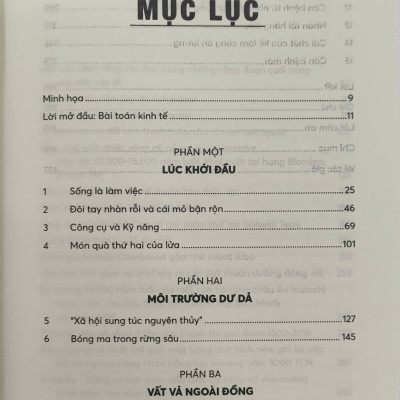 MỤC LỤC
Minh họa 9
Lời mở đầu: Bài toán kinh tế 11
PHẦN MỘT
LÚC KHỞI ĐẦU
1 Sống là làm việc 25
2 Đôi tay nhàn rỗi và cái mỏ bận rộn 46
3 Công cụ và Kỹ năng 69
4 Món quà thứ hai của lửa 101
PHẦN HAI
MÔI TRƯỜNG DƯ DẢ
5 "Xã hội sung túc nguyên thủy" 127
6 Bóng ma trong rừng sâu 145
PHẦN BA
VẤT VẢ NGOÀI ĐỒNG